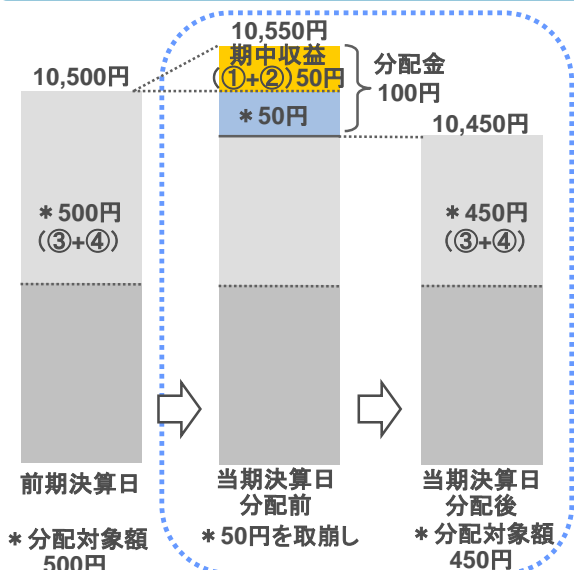 10,500円
＊500円
（③+④）
前期決算日
＊分配対象額
500円
10,550円
期中収益
（①+②）50円
＊50円
分配金
100円
当期決算日
分配前
＊50円を取崩し
10,450円
＊450円
（③+④）
当期決算日
分配後
＊分配対象額
450円